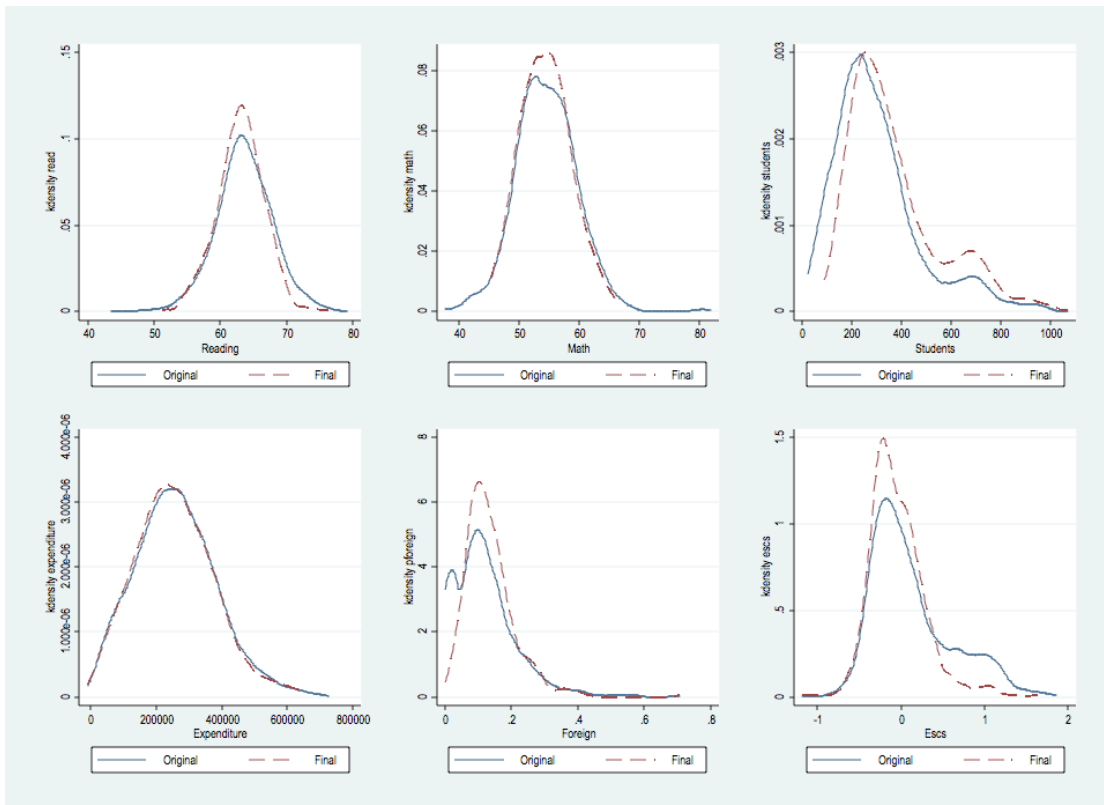 kdensity read
0
.05
.1
.15
40
50
60
70
80
Reading
Original
Final
kdensity math
0
.02
.04
.06
.08
40
50
60
70
80
Math
Original
Final
kdensity students
0
.001
.002
.003
0
200
400
600
800
1000
Students
Original
Final
kdensity expenditure
0
1.000e-06
2.000e-06
3.000e-06
4.000e-06
0
200000
400000
600000
800000
Expenditure
Original
Final
kdensity pforeign
0
2
4
6
8
0
.2
.4
.6
.8
Foreign
Original
Final
kdensity escs
0
.5
1
1.5
-1
0
1
2
Escs
Original
Final